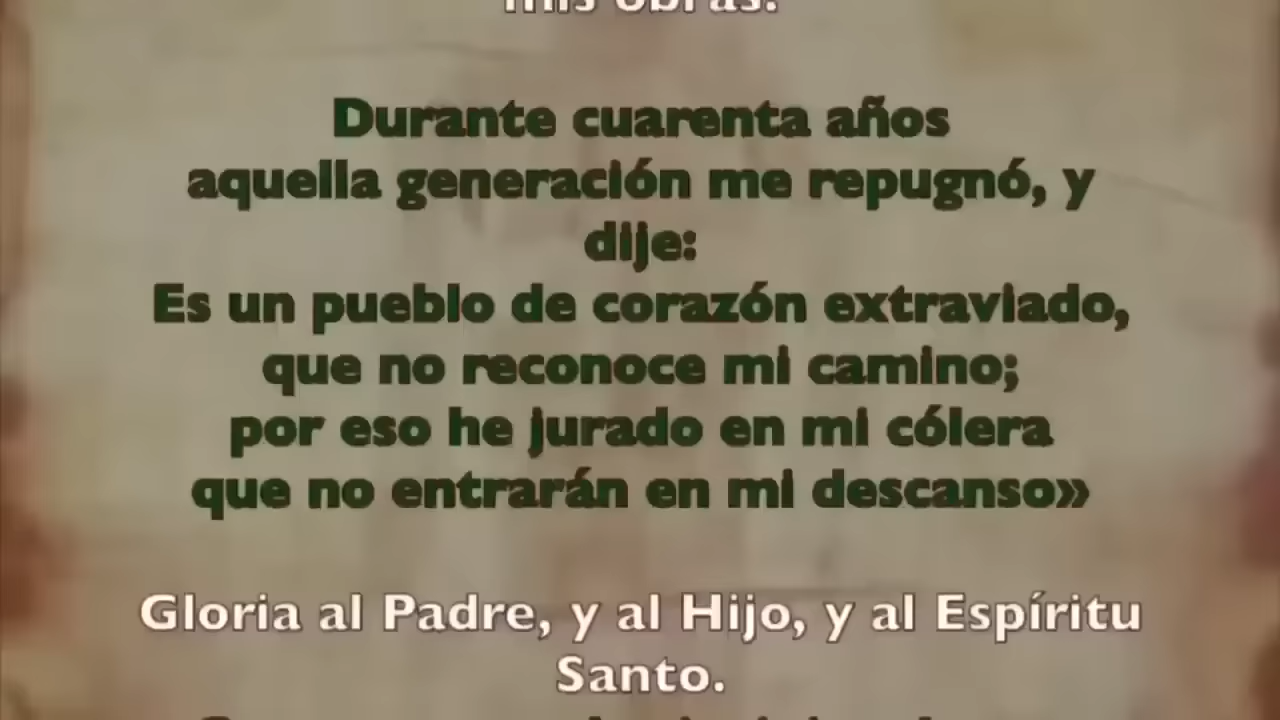 mis obras.
Durante cuarenta años
aquella generación me repugnó, y
dije:
Es un pueblo de corazón extraviado,
que no reconoce mi camino;
por eso he jurado en mi cólera
que no entrarán en mi descanso»
Gloria al Padre, y al Hijo, y al Espíritu
Santo.